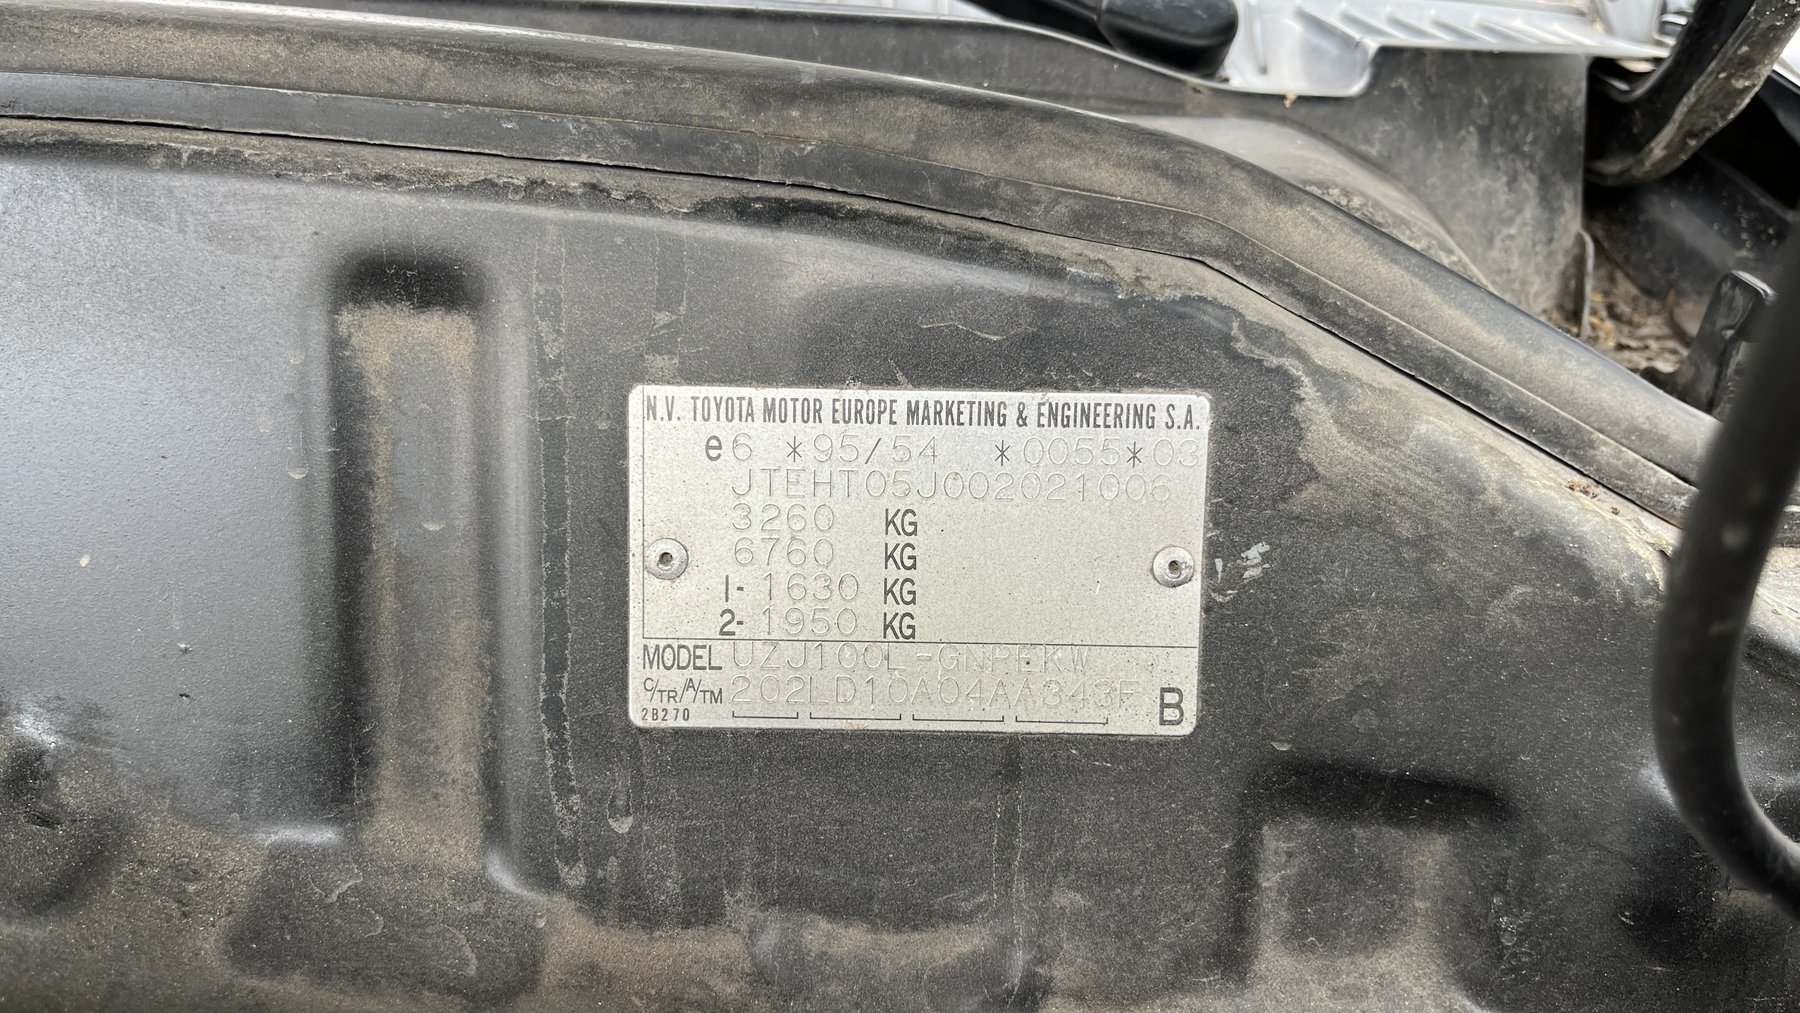 N.V. TOYOTA MOTOR EUROPE MARKETING & ENGINEERING S.A.
e6 *95/54 *0055*03
JTEHT05J002021006
3260 KG
6760 KG
1- 1630 KG
2- 1950 KG
MODEL UZJ100L-GNPEKW
C/TR/A/TM 202LD10A04AA343F B
2B270